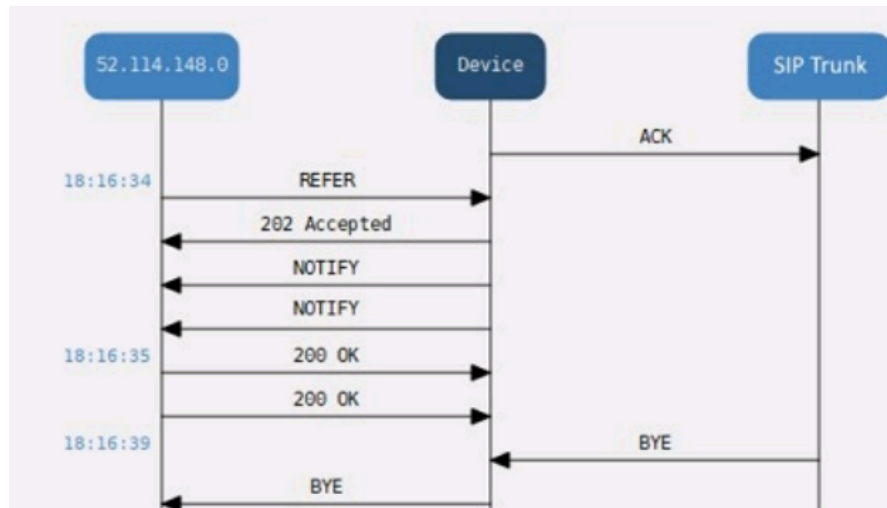 52.114.148.0 Device SIP Trunk
ACK
18:16:34 REFER
202 Accepted
NOTIFY
NOTIFY
18:16:35 200 OK
200 OK
18:16:39 BYE
BYE